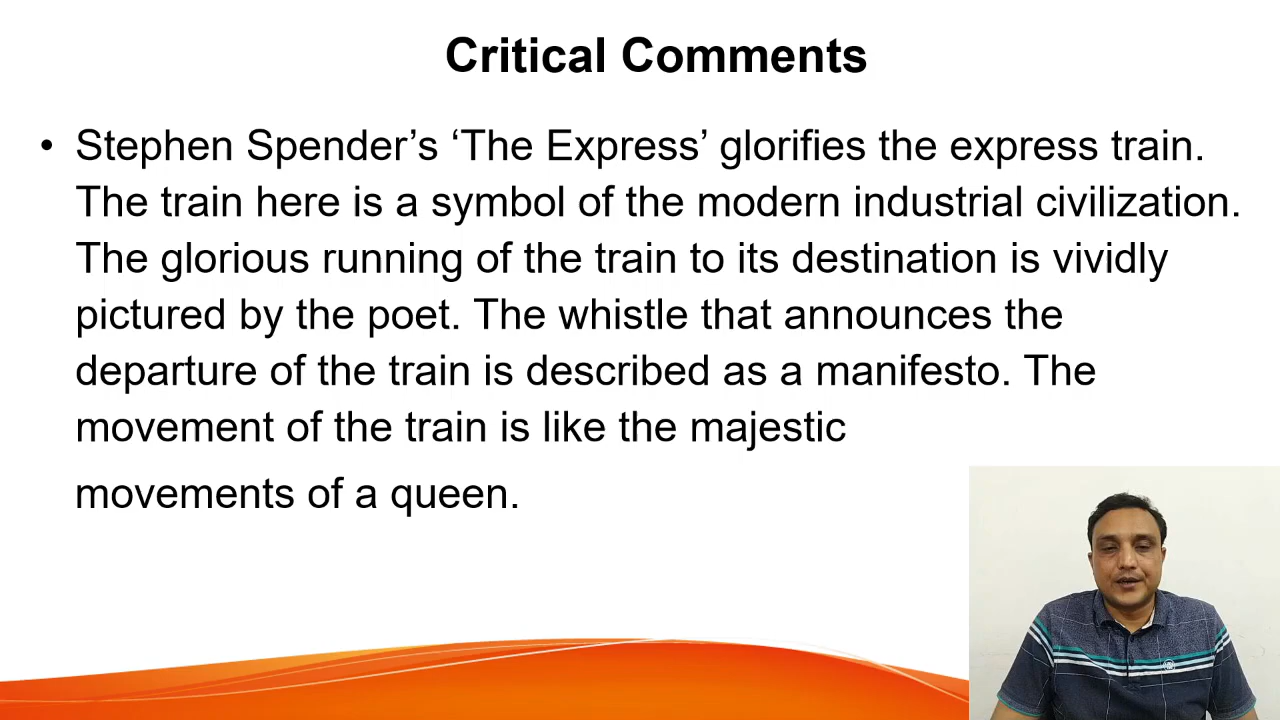 Critical Comments
• Stephen Spender’s ‘The Express’ glorifies the express train.
The train here is a symbol of the modern industrial civilization.
The glorious running of the train to its destination is vividly
pictured by the poet. The whistle that announces the
departure of the train is described as a manifesto. The
movement of the train is like the majestic
movements of a queen.